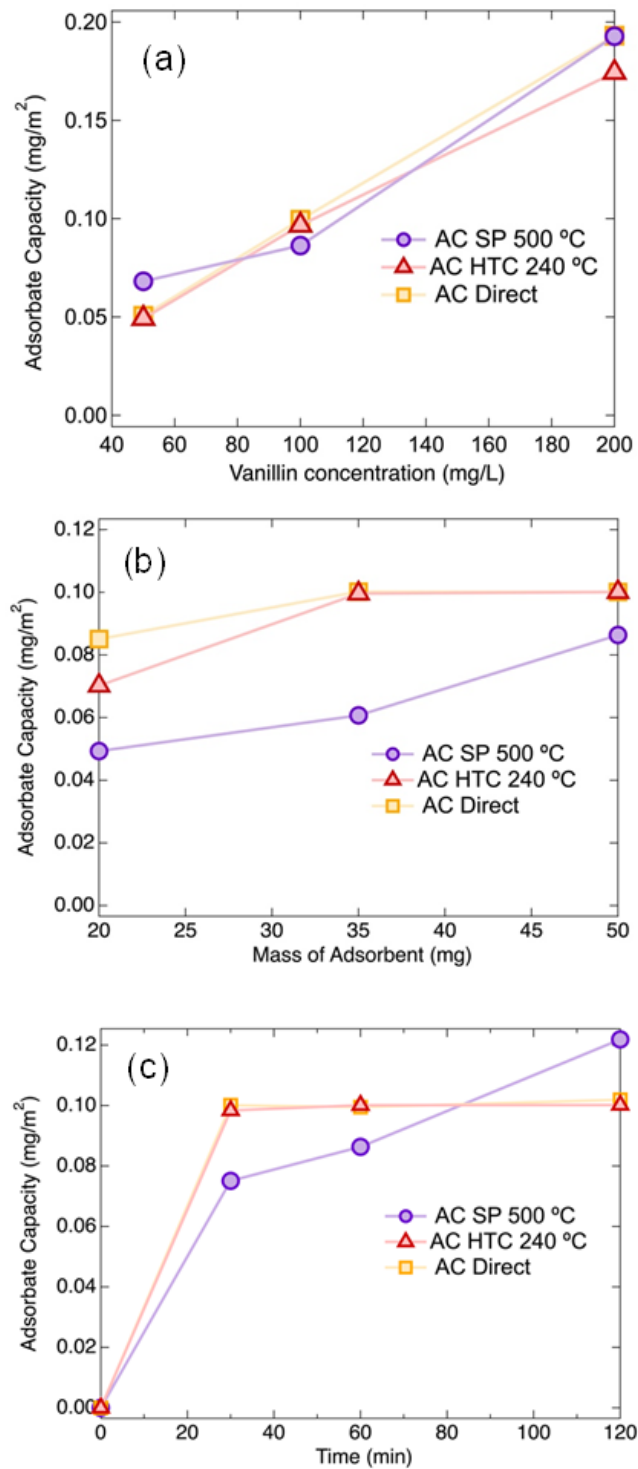 (a)
Adsorbate Capacity (mg/m²)
0.20
0.15
0.10
0.05
0.00
AC SP 500 ºC
AC HTC 240 ºC
AC Direct
40 60 80 100 120 140 160 180 200
Vanillin concentration (mg/L)
(b)
Adsorbate Capacity (mg/m²)
0.12
0.10
0.08
0.06
0.04
0.02
0.00
AC SP 500 ºC
AC HTC 240 ºC
AC Direct
20 25 30 35 40 45 50
Mass of Adsorbent (mg)
(c)
Adsorbate Capacity (mg/m²)
0.12
0.10
0.08
0.06
0.04
0.02
0.00
AC SP 500 ºC
AC HTC 240 ºC
AC Direct
0 20 40 60 80 100 120
Time (min)